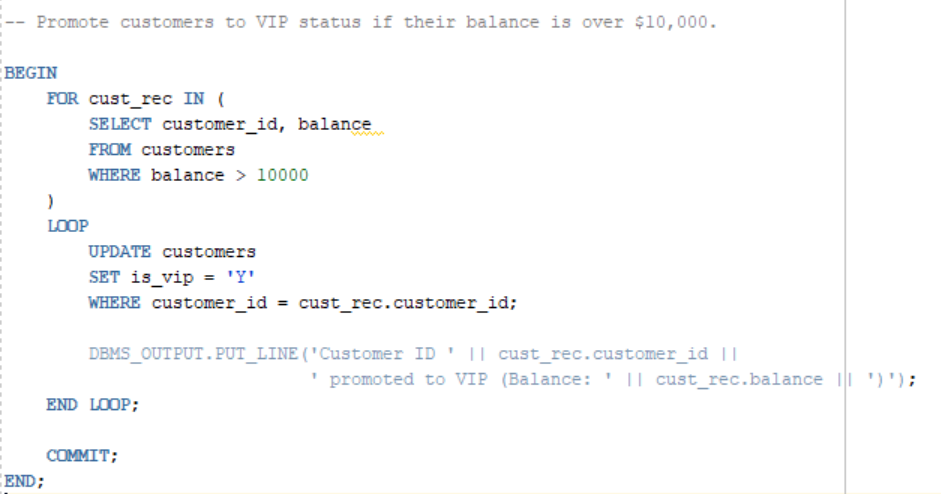 -- Promote customers to VIP status if their balance is over $10,000.
BEGIN
    FOR cust_rec IN (
        SELECT customer_id, balance
        FROM customers
        WHERE balance > 10000
    )
    LOOP
        UPDATE customers
        SET is_vip = 'Y'
        WHERE customer_id = cust_rec.customer_id;
        DBMS_OUTPUT.PUT_LINE('Customer ID ' || cust_rec.customer_id ||
                             ' promoted to VIP (Balance: ' || cust_rec.balance || ')');
    END LOOP;
    COMMIT;
END;